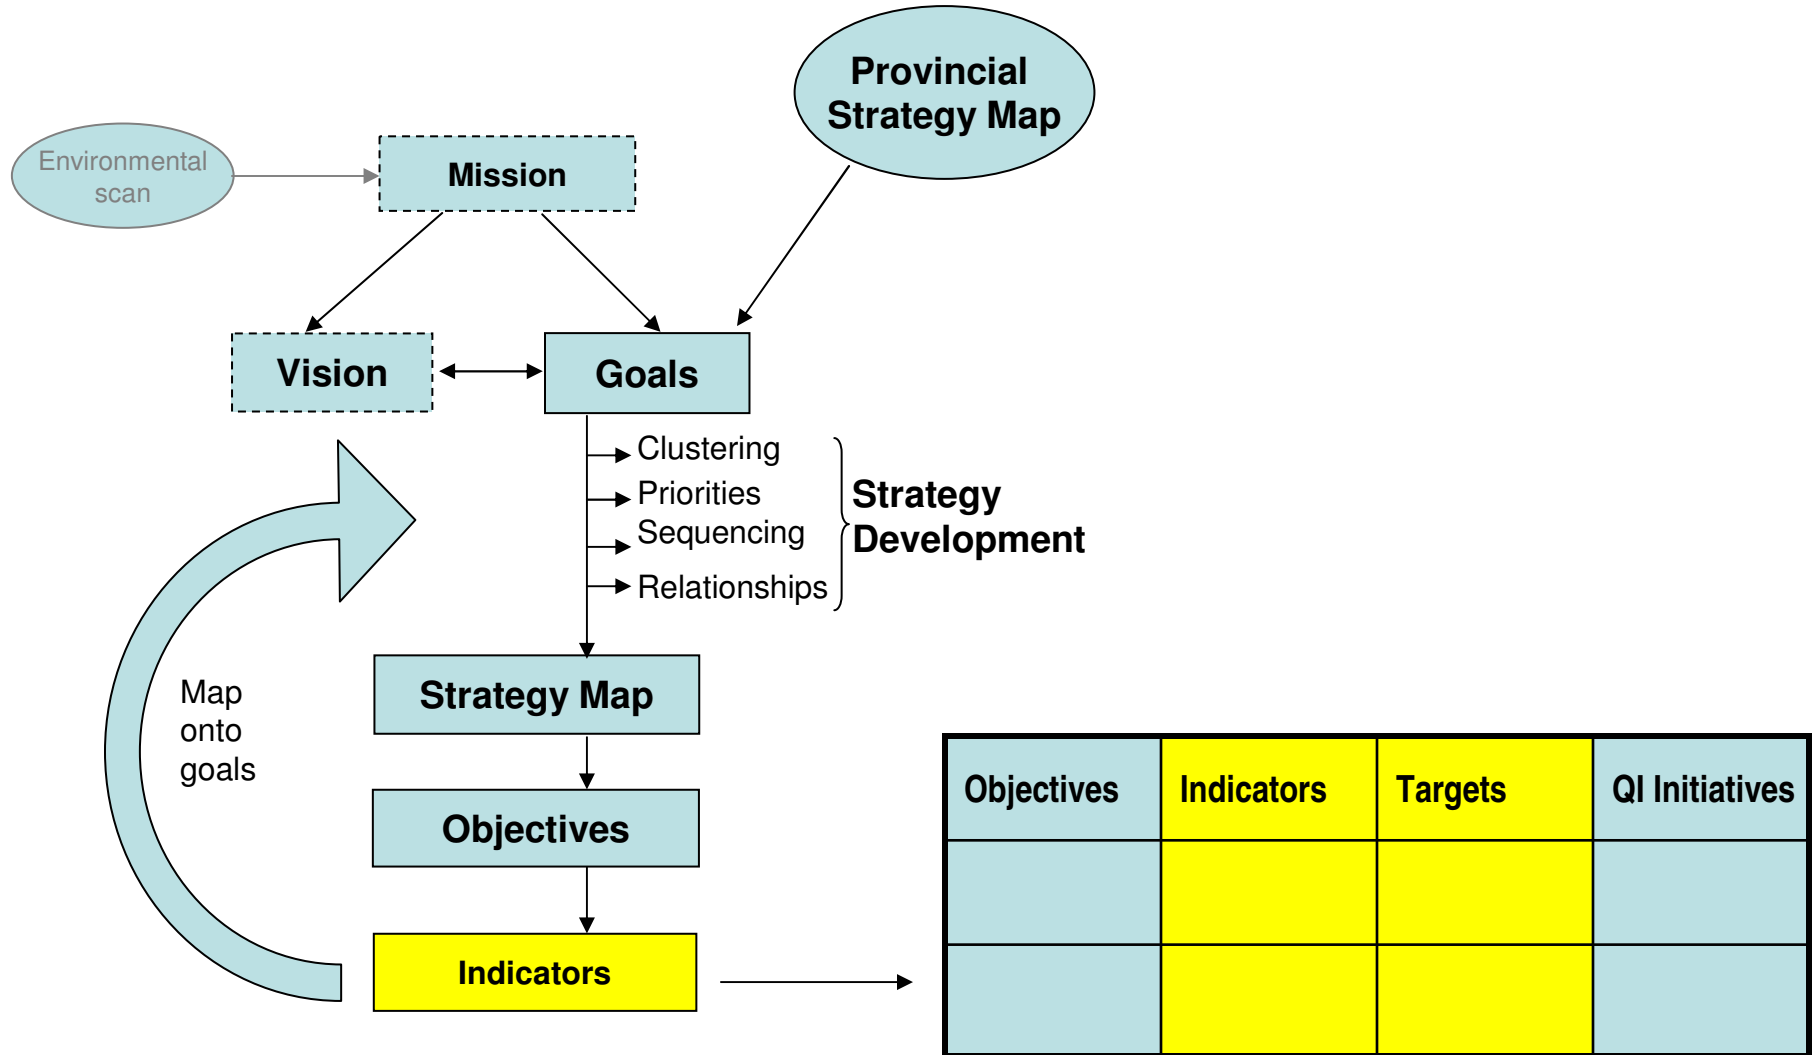 Provincial
Strategy Map
Environmental
scan
Mission
Vision
Goals
Clustering
Priorities
Sequencing
Relationships
Strategy
Development
Strategy Map
Map
onto
goals
Objectives
Indicators
Objectives
Indicators
Targets
QI Initiatives